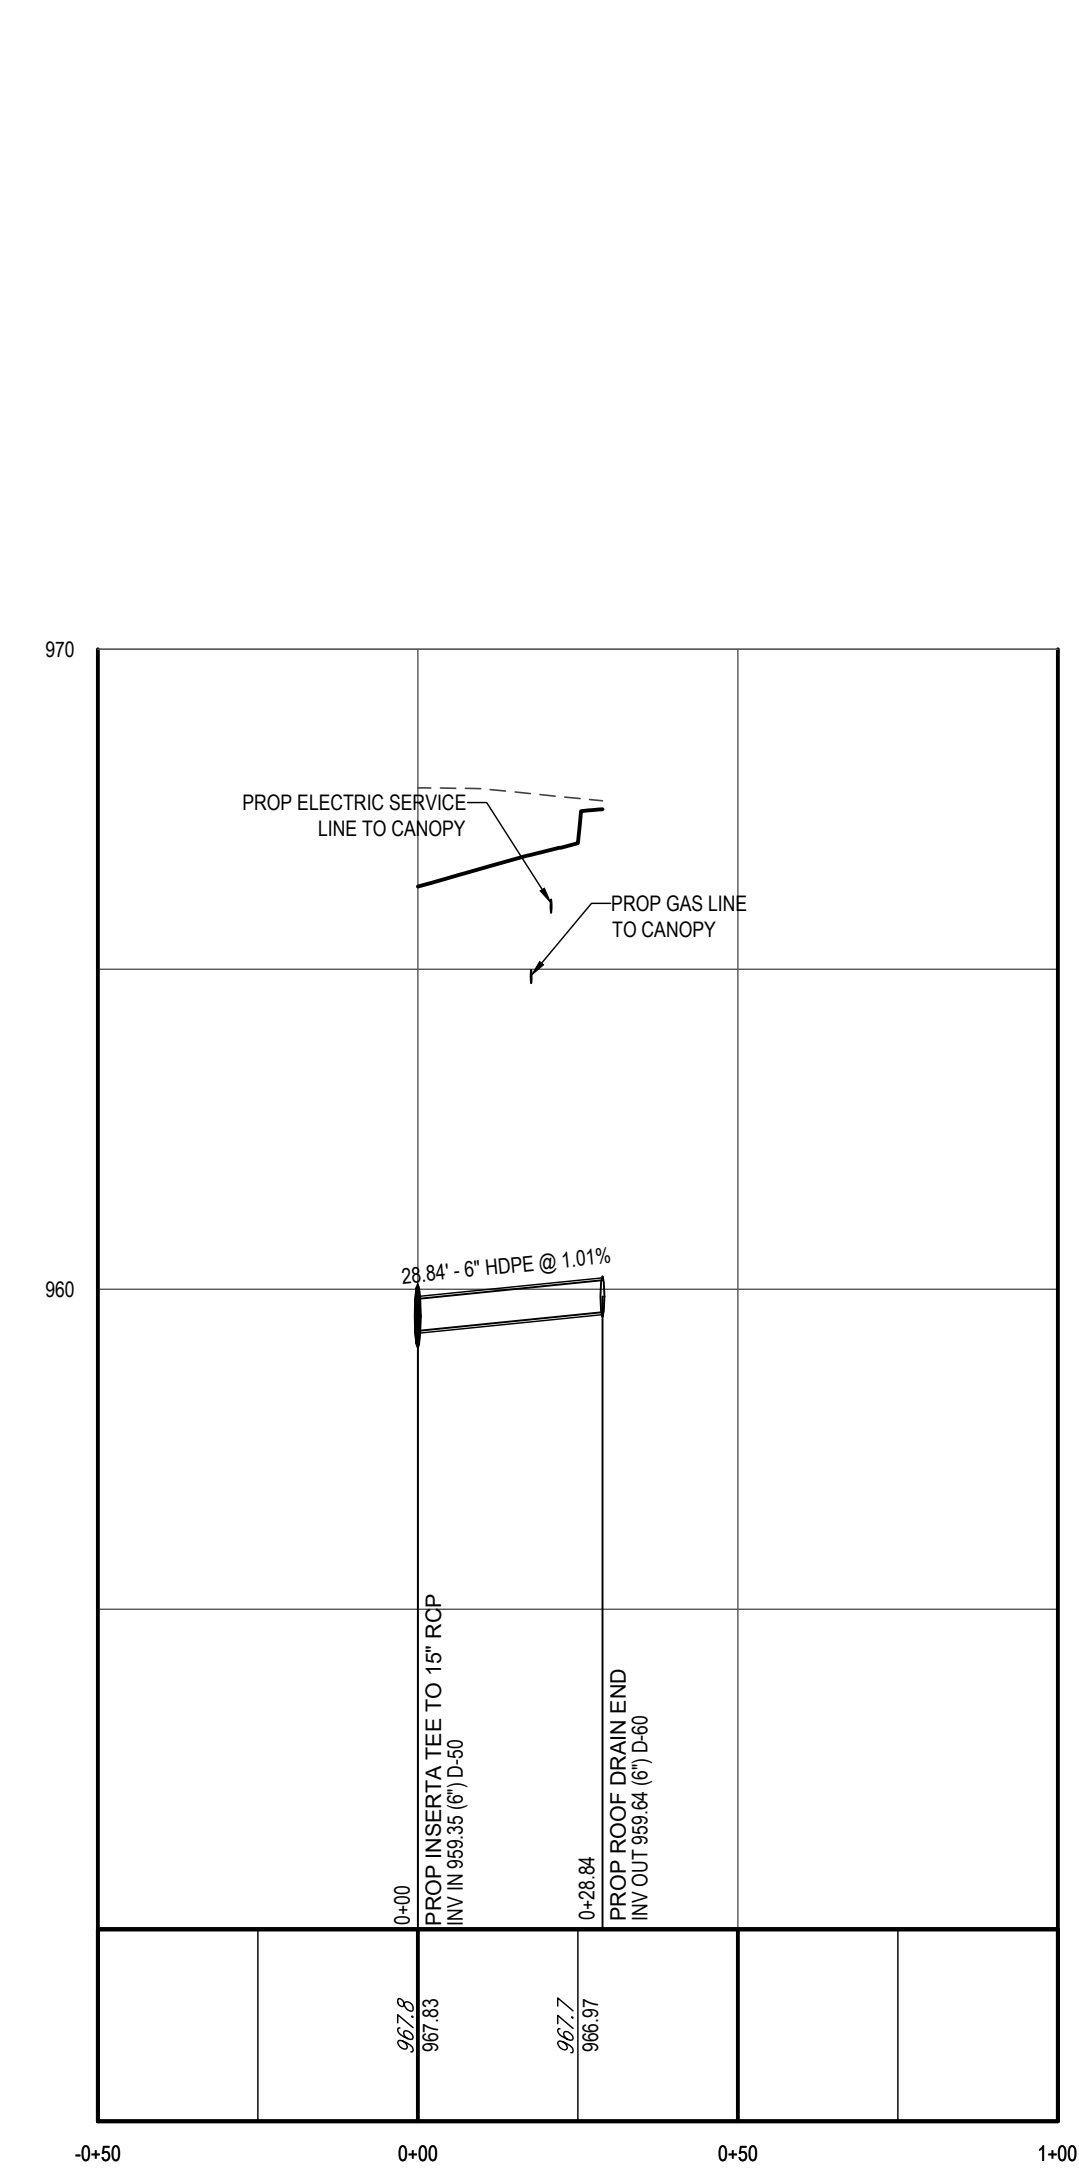 970
PROP ELECTRIC SERVICE
LINE TO CANOPY
PROP GAS LINE
TO CANOPY
28.84' - 6" HDPE @ 1.01%
960
0+00
PROP INSERTA TEE TO 15" RCP
INV IN 959.35 (6") D-50
0+28.84
PROP ROOF DRAIN END
INV OUT 959.64 (6") D-60
967.8
967.83
967.7
966.97
-0+50
0+00
0+50
1+00